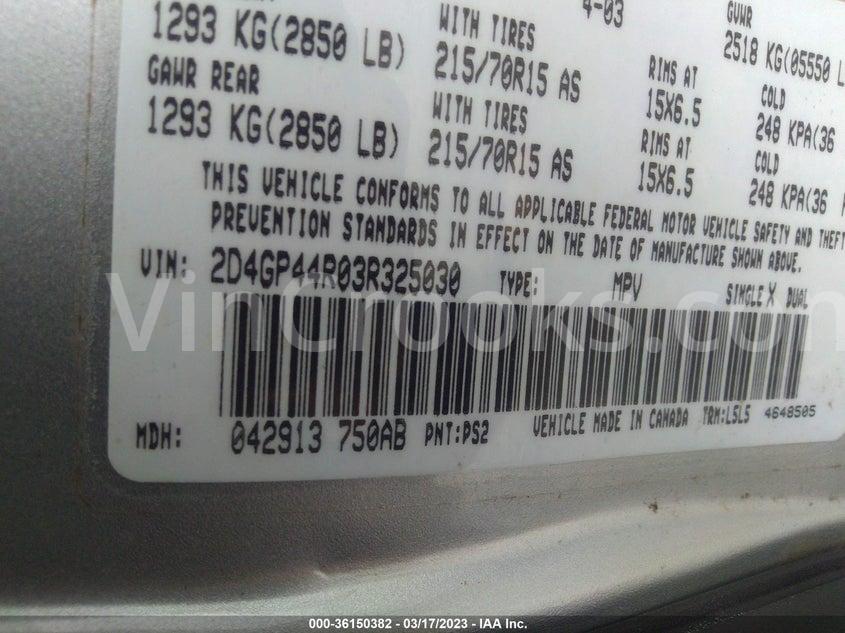 4-03 GVWR
1293 KG(2850 LB) WITH TIRES 2518 KG(05550 L
GAWR REAR 215/70R15 AS RIMS AT 15X6.5 COLD 248 KPA(36
1293 KG(2850 LB) WITH TIRES 215/70R15 AS RIMS AT 15X6.5 COLD 248 KPA(36
THIS VEHICLE CONFORMS TO ALL APPLICABLE FEDERAL MOTOR VEHICLE SAFETY AND THEFT
PREVENTION STANDARDS IN EFFECT ON THE DATE OF MANUFACTURE SHOWN ABOVE.
VIN: 2D4GP44R03R325030 TYPE: MPV SINGLE X DUAL
VinCrooks.com
MDH: 042913 750AB PNT:PS2 VEHICLE MADE IN CANADA TRM:L5L5 4648505
000-36150382 - 03/17/2023 - IAA Inc.